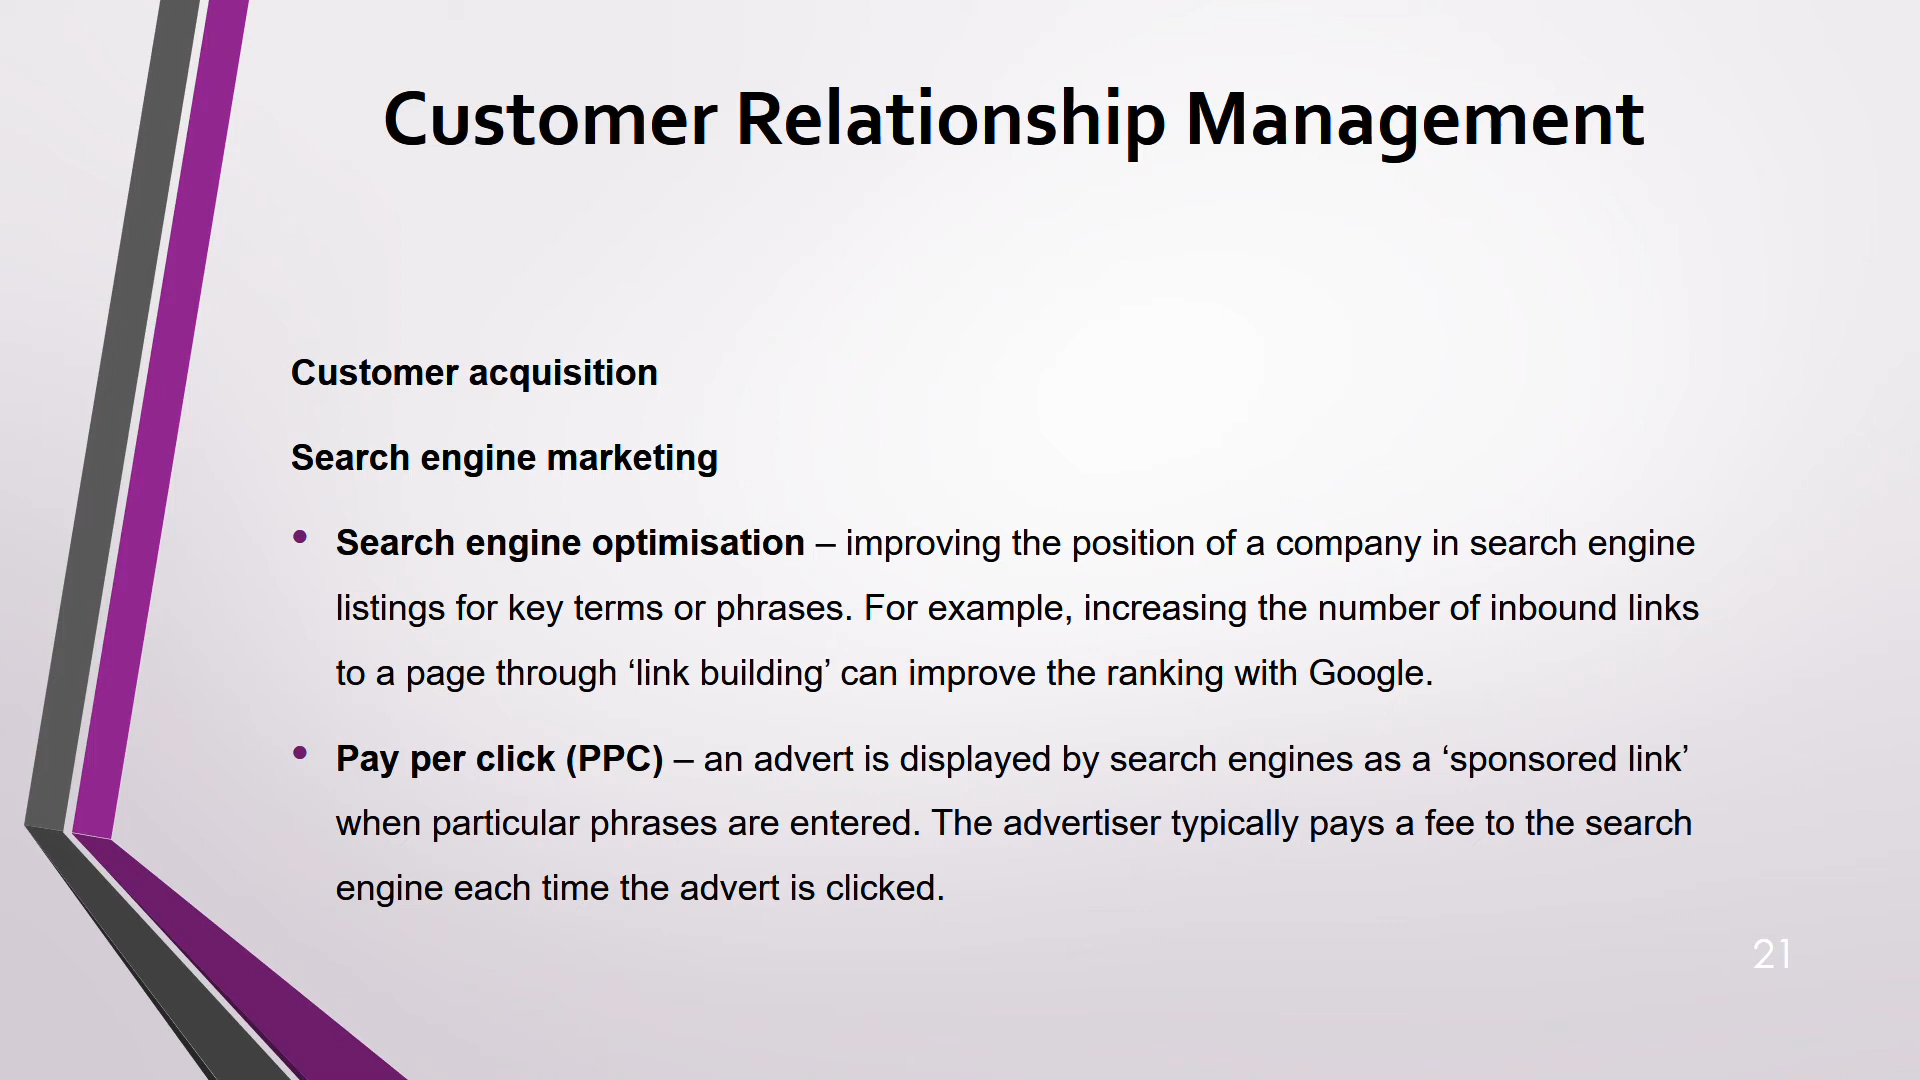 Customer Relationship Management
Customer acquisition
Search engine marketing
• Search engine optimisation – improving the position of a company in search engine
listings for key terms or phrases. For example, increasing the number of inbound links
to a page through ‘link building’ can improve the ranking with Google.
• Pay per click (PPC) – an advert is displayed by search engines as a ‘sponsored link’
when particular phrases are entered. The advertiser typically pays a fee to the search
engine each time the advert is clicked.
21